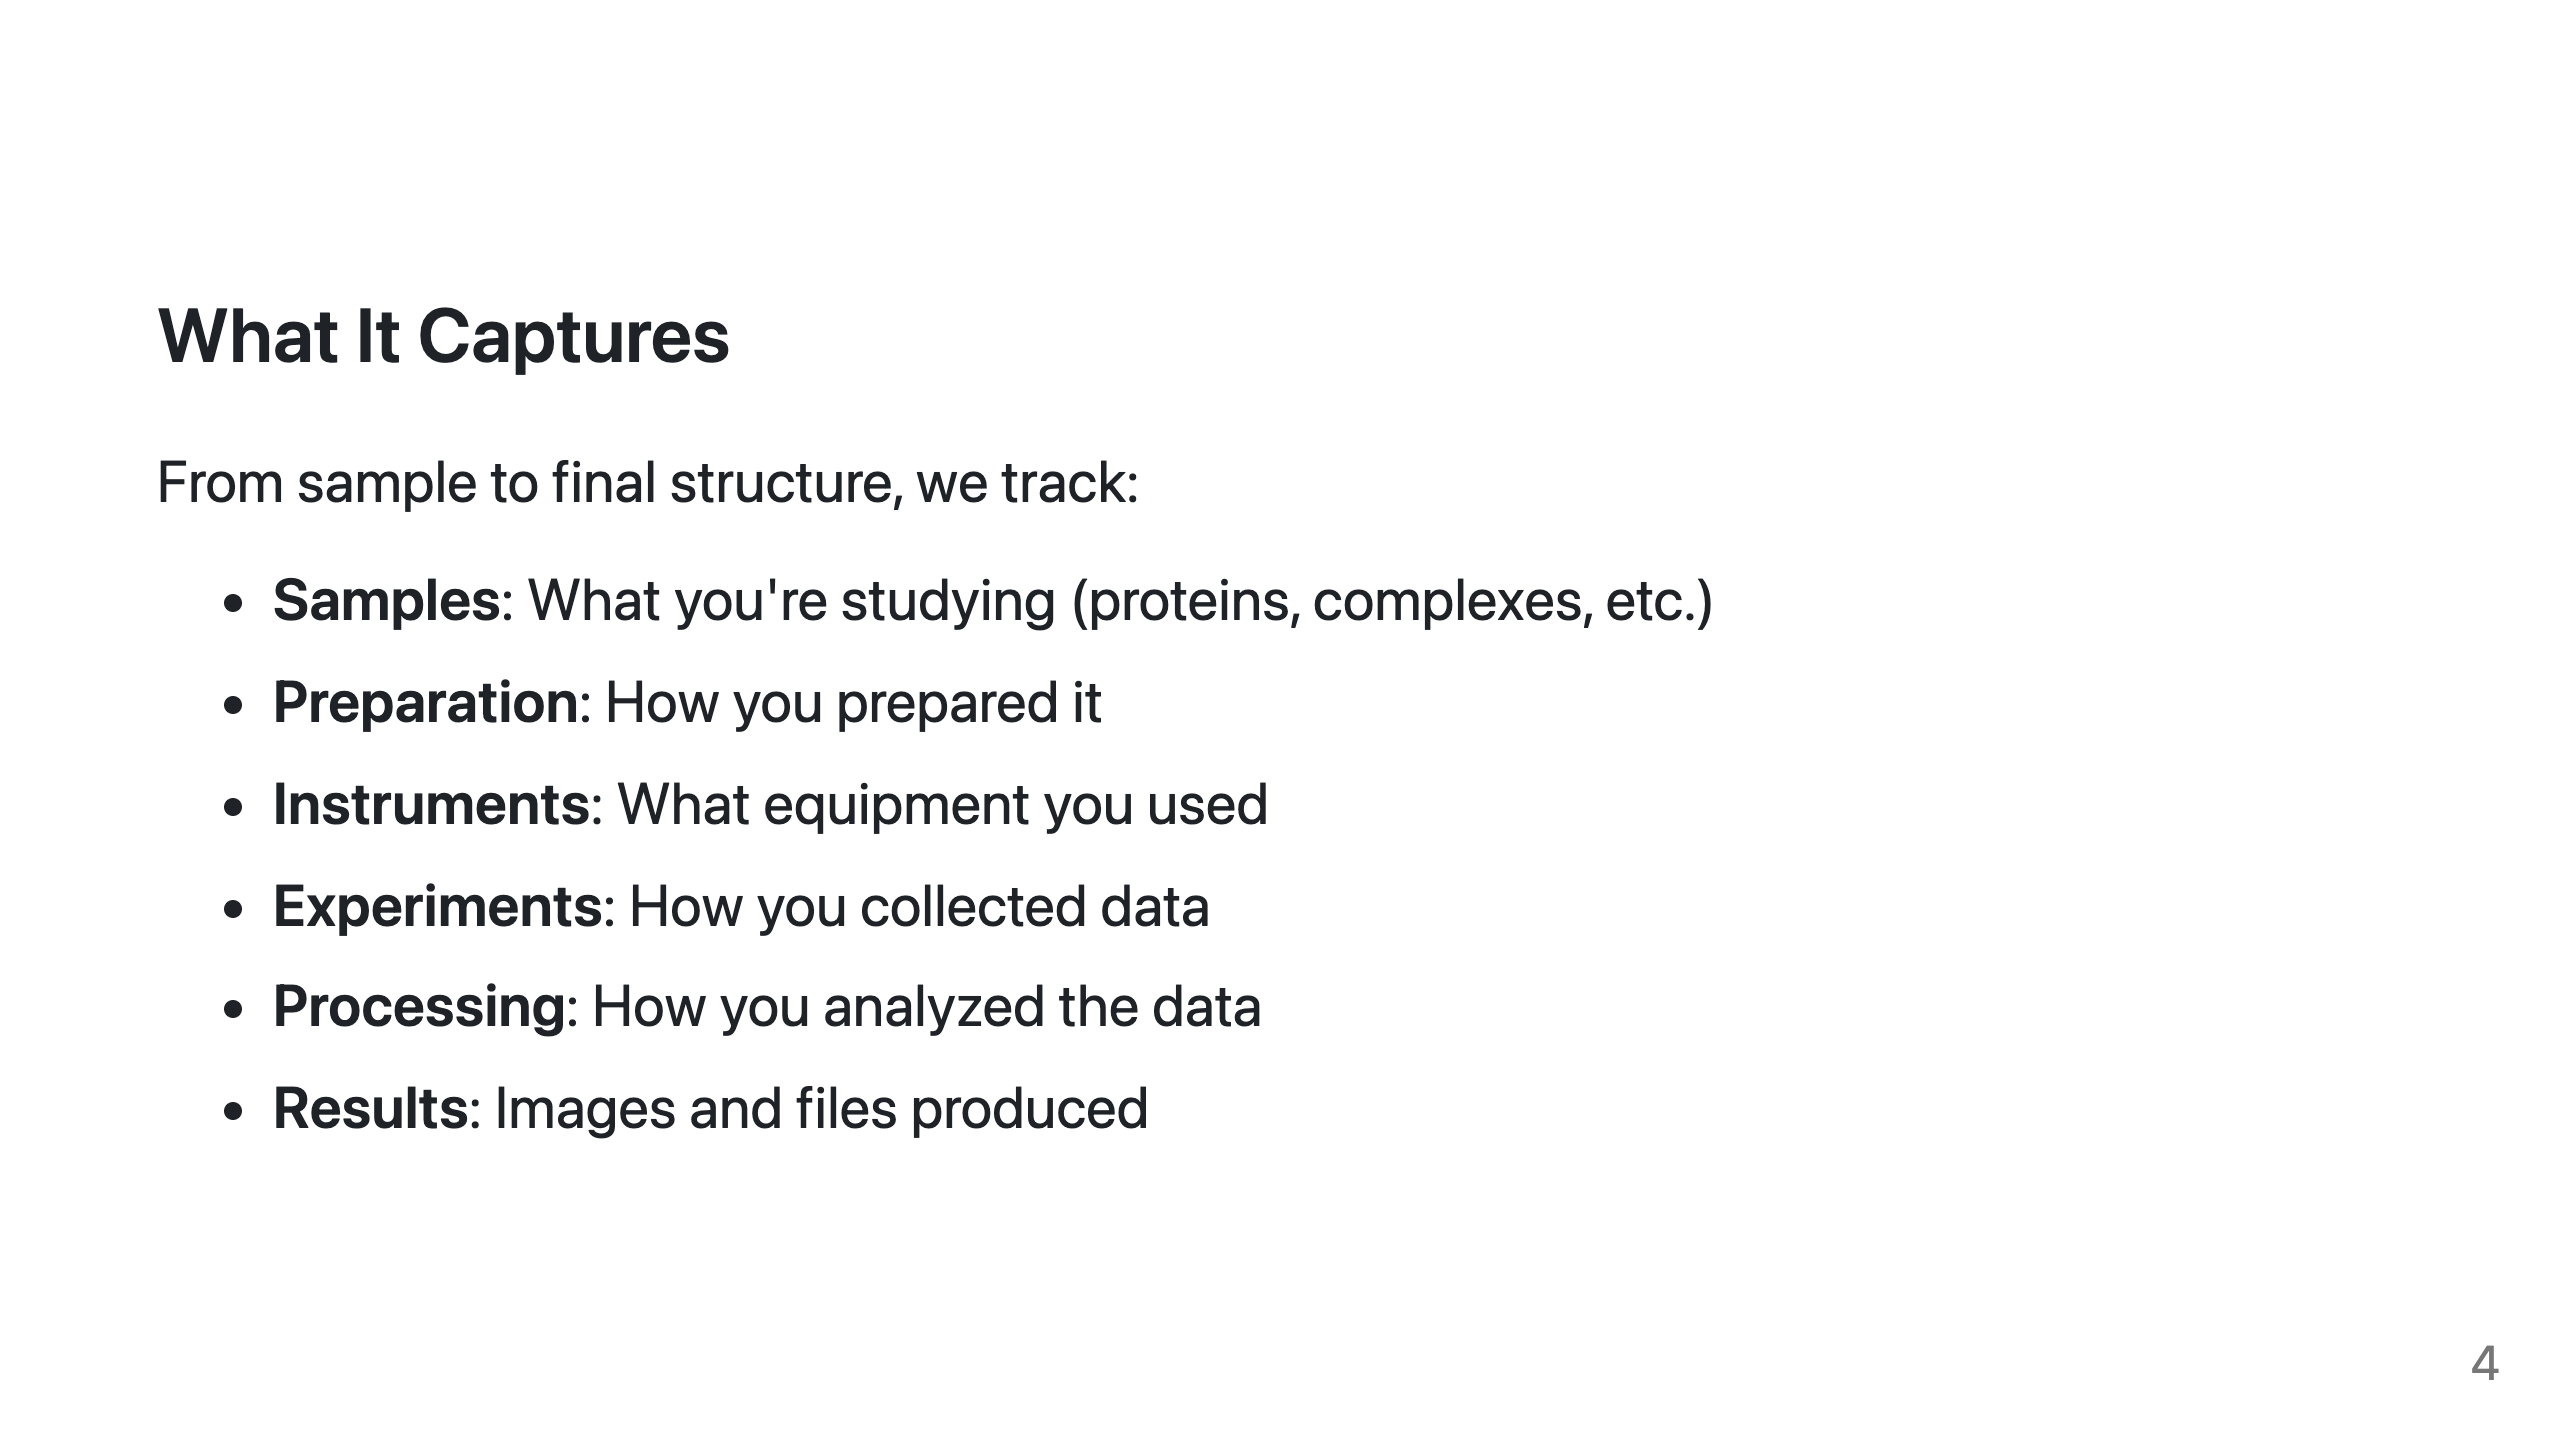 What It Captures
From sample to final structure, we track:
• Samples: What you're studying (proteins, complexes, etc.)
• Preparation: How you prepared it
• Instruments: What equipment you used
• Experiments: How you collected data
• Processing: How you analyzed the data
• Results: Images and files produced
4